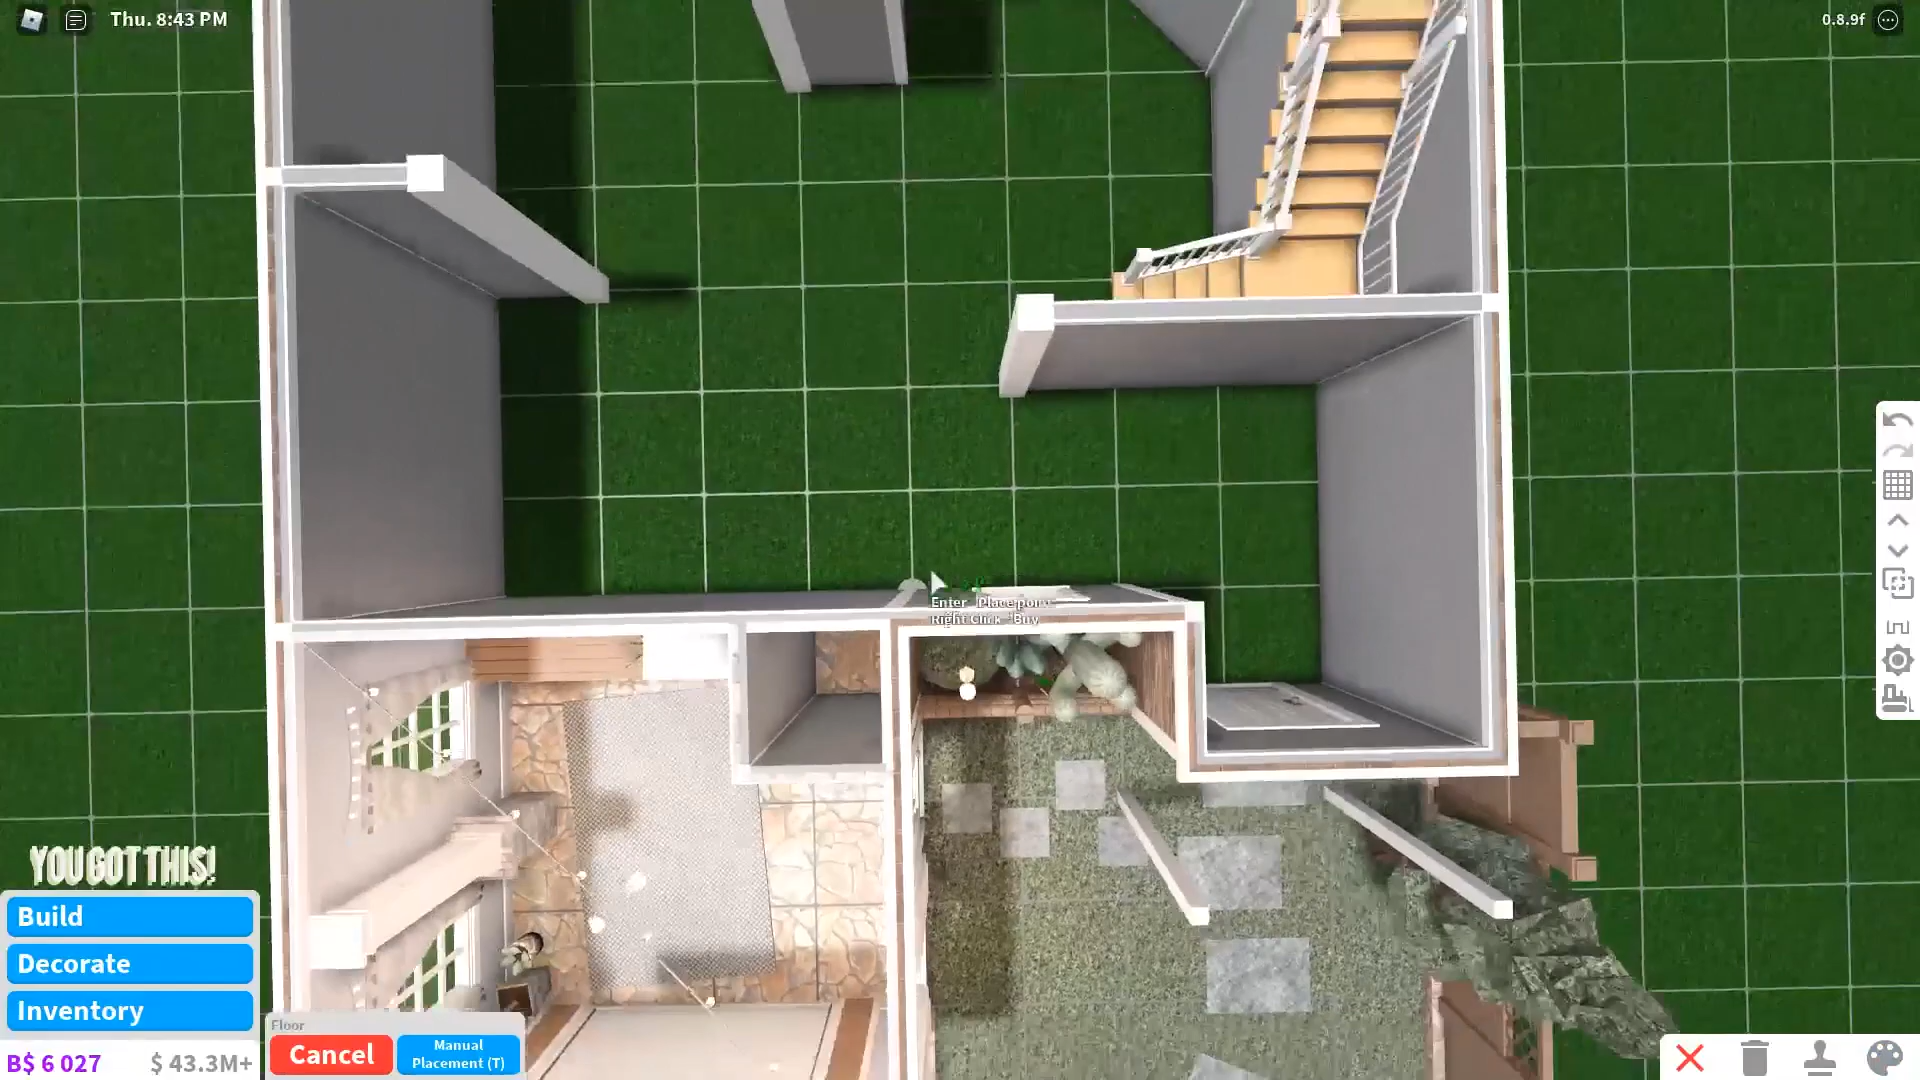 Thu. 8:43 PM
0.8.9f
Enter Place point
Right Click Buy
YOU GOT THIS!
Build
Decorate
Inventory
B$ 6 027
$ 43.3M+
Floor
Cancel
Manual
Placement (T)